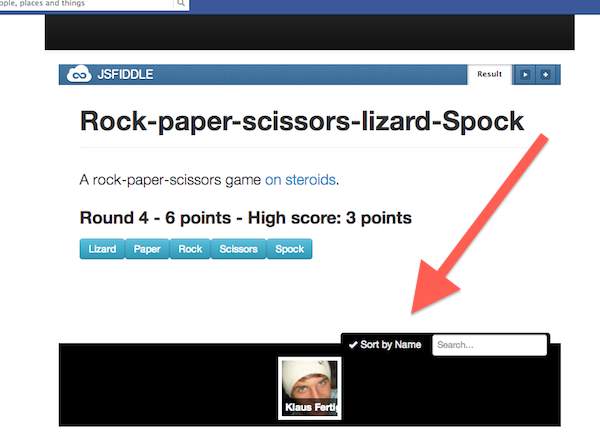 ople, places and things
JSFIDDLE
Result
Rock-paper-scissors-lizard-Spock
A rock-paper-scissors game on steroids.
Round 4 - 6 points - High score: 3 points
Lizard Paper Rock Scissors Spock
Sort by Name Search...
Klaus Fertig